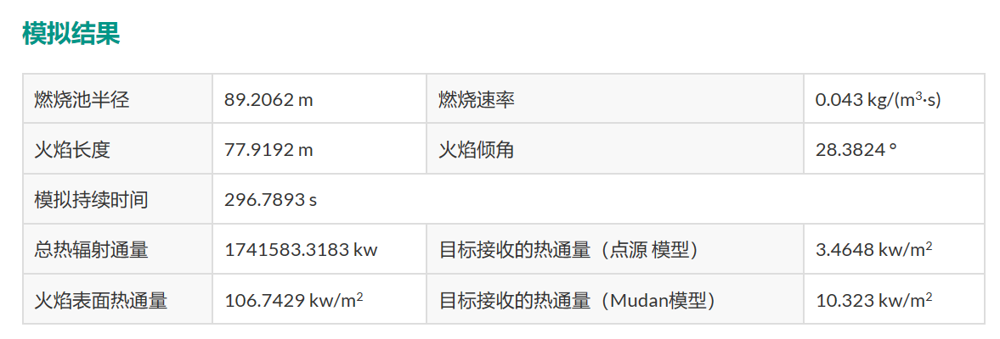 模拟结果
燃烧池半径 89.2062 m 燃烧速率 0.043 kg/(m³·s)
火焰长度 77.9192 m 火焰倾角 28.3824 °
模拟持续时间 296.7893 s
总热辐射通量 1741583.3183 kw 目标接收的热通量（点源 模型） 3.4648 kw/m²
火焰表面热通量 106.7429 kw/m² 目标接收的热通量（Mudan模型） 10.323 kw/m²